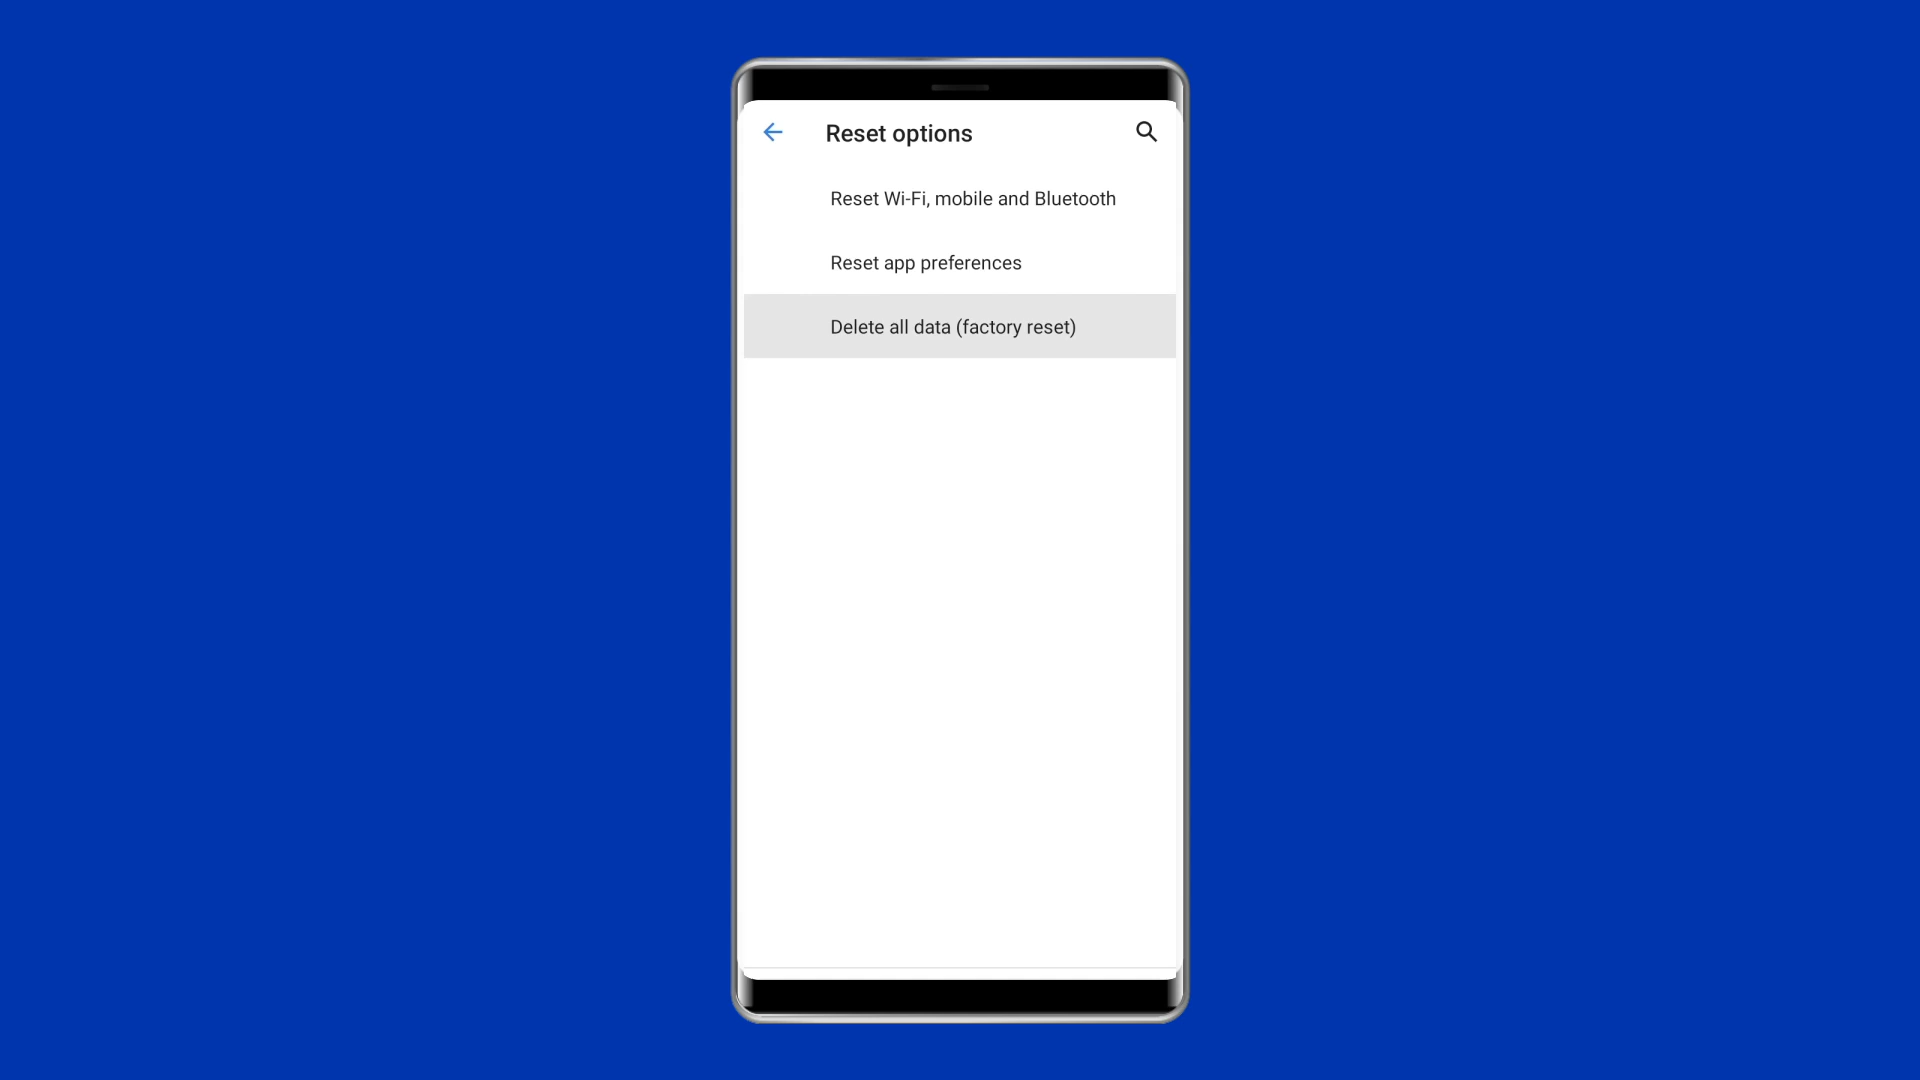 Reset options
Reset Wi-Fi, mobile and Bluetooth
Reset app preferences
Delete all data (factory reset)